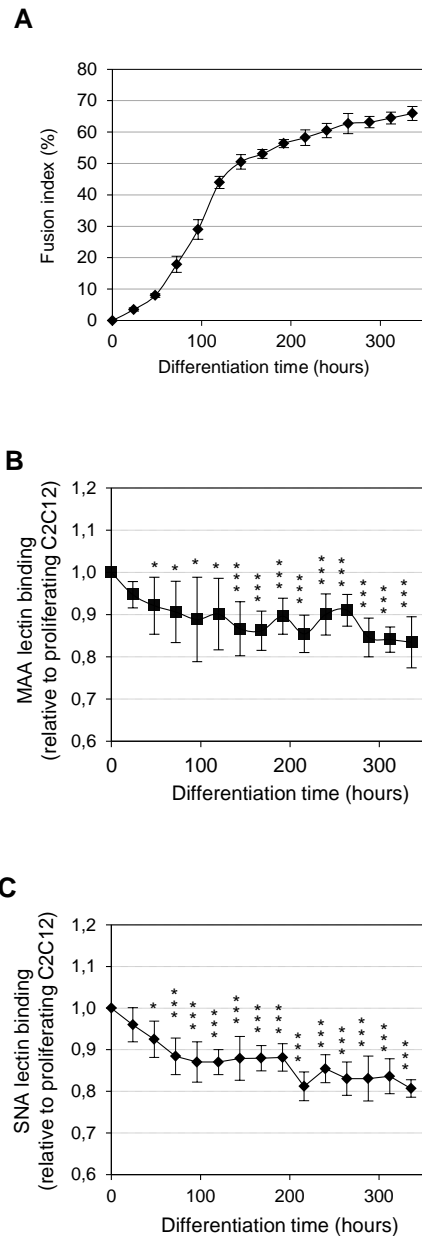 A
80
70
60
50
40
30
20
10
0
Fusion index (%)
0 100 200 300
Differentiation time (hours)
B
1,2
1,1
1,0
0,9
0,8
0,7
0,6
MAA lectin binding
(relative to proliferating C2C12)
* * * * *** *** *** *** *** *** *** *** ***
0 100 200 300
Differentiation time (hours)
C
1,2
1,1
1,0
0,9
0,8
0,7
0,6
SNA lectin binding
(relative to proliferating C2C12)
* *** *** *** *** *** *** *** *** *** *** *** ***
0 100 200 300
Differentiation time (hours)